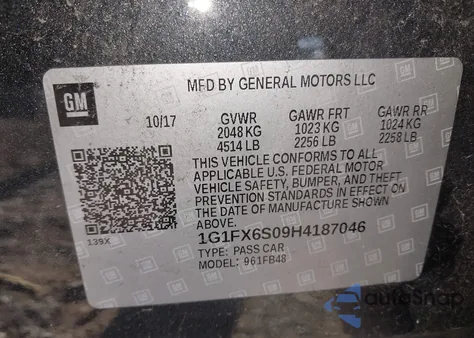 GM
MFD BY GENERAL MOTORS LLC
10/17 GVWR GAWR FRT GAWR RR
2048 KG 1023 KG 1024 KG
4514 LB 2256 LB 2258 LB
THIS VEHICLE CONFORMS TO ALL
APPLICABLE U.S. FEDERAL MOTOR
VEHICLE SAFETY, BUMPER, AND THEFT
PREVENTION STANDARDS IN EFFECT ON
THE DATE OF MANUFACTURE SHOWN
ABOVE.
139X
1G1FX6S09H4187046
TYPE: PASS CAR
MODEL: 961FB48
autoSnap